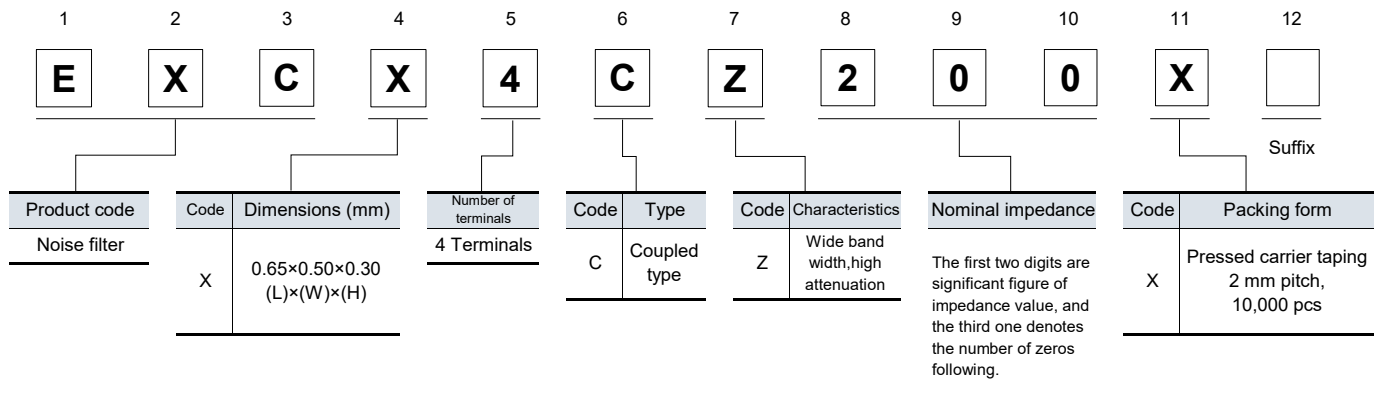 1 2 3 4 5 6 7 8 9 10 11 12
E X C X 4 C Z 2 0 0 X
Suffix
Product code
Noise filter
Code Dimensions (mm)
X
0.65×0.50×0.30
(L)×(W)×(H)
Number of
terminals
4 Terminals
Code Type
C
Coupled
type
Code Characteristics
Z
Wide band
width,high
attenuation
Nominal impedance
The first two digits are
significant figure of
impedance value, and
the third one denotes
the number of zeros
following.
Code Packing form
X
Pressed carrier taping
2 mm pitch,
10,000 pcs